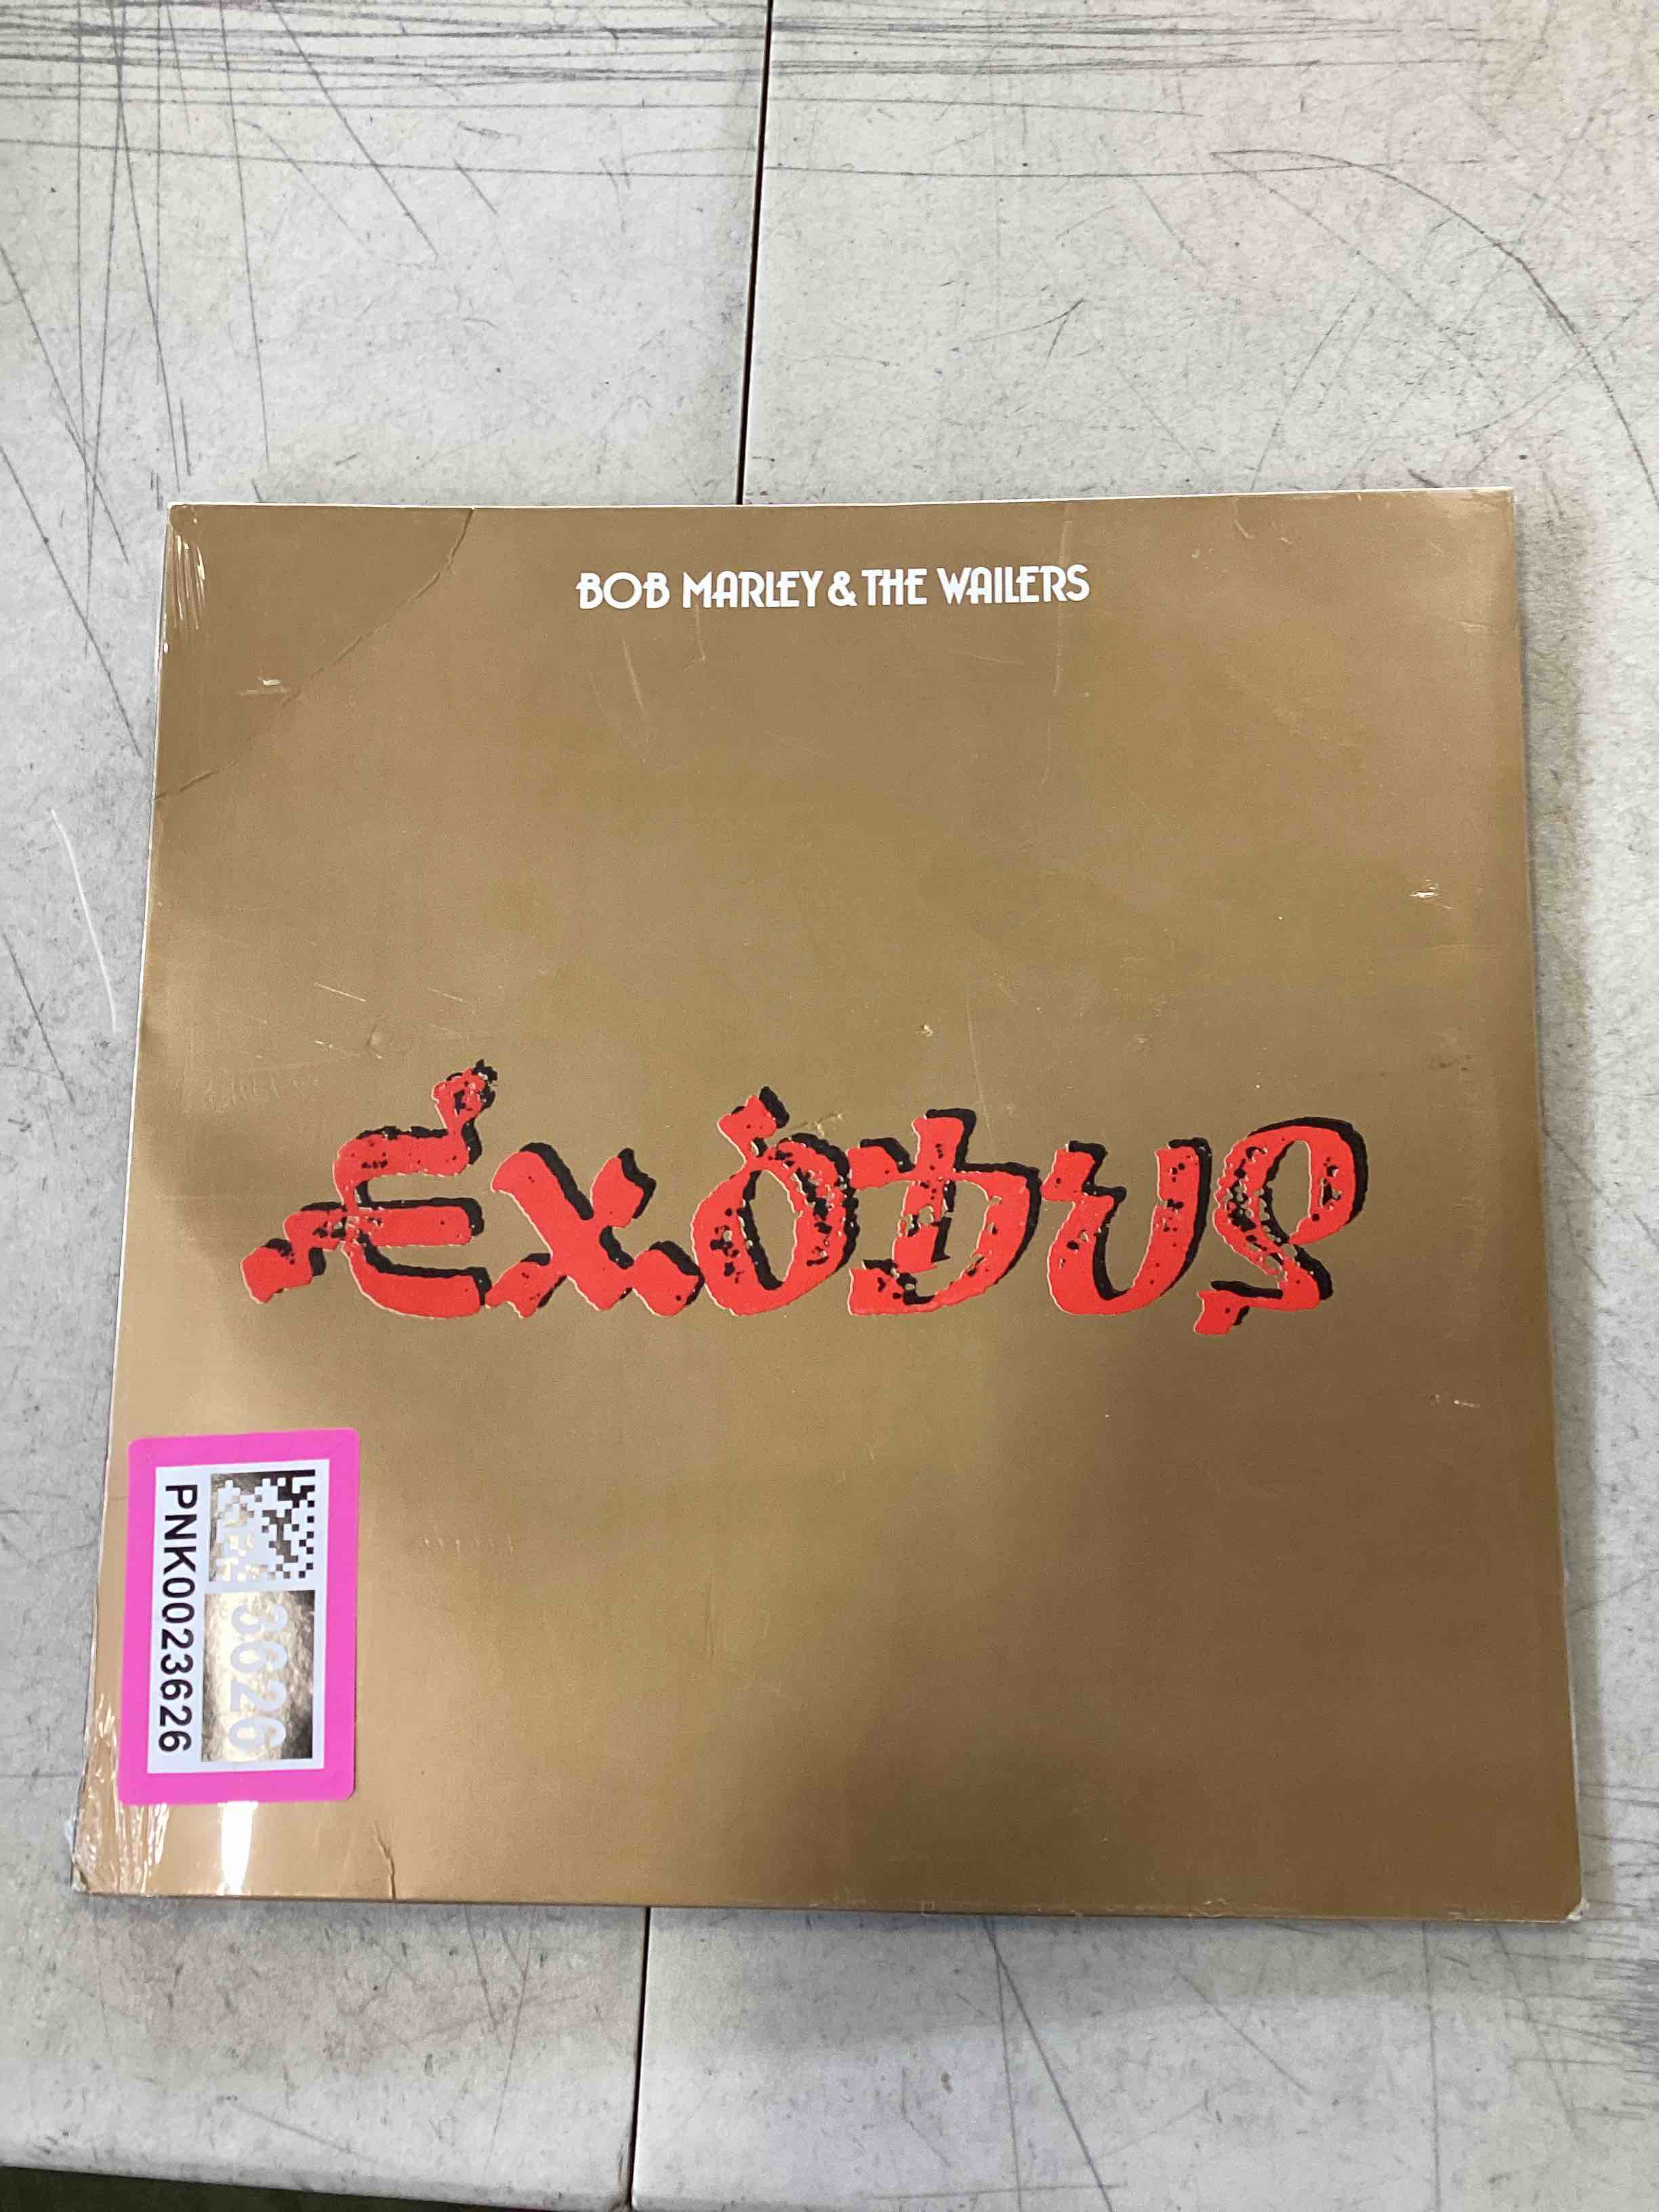 BOB MARLEY & THE WAILERS
EXODUS
3626
PNK0023626